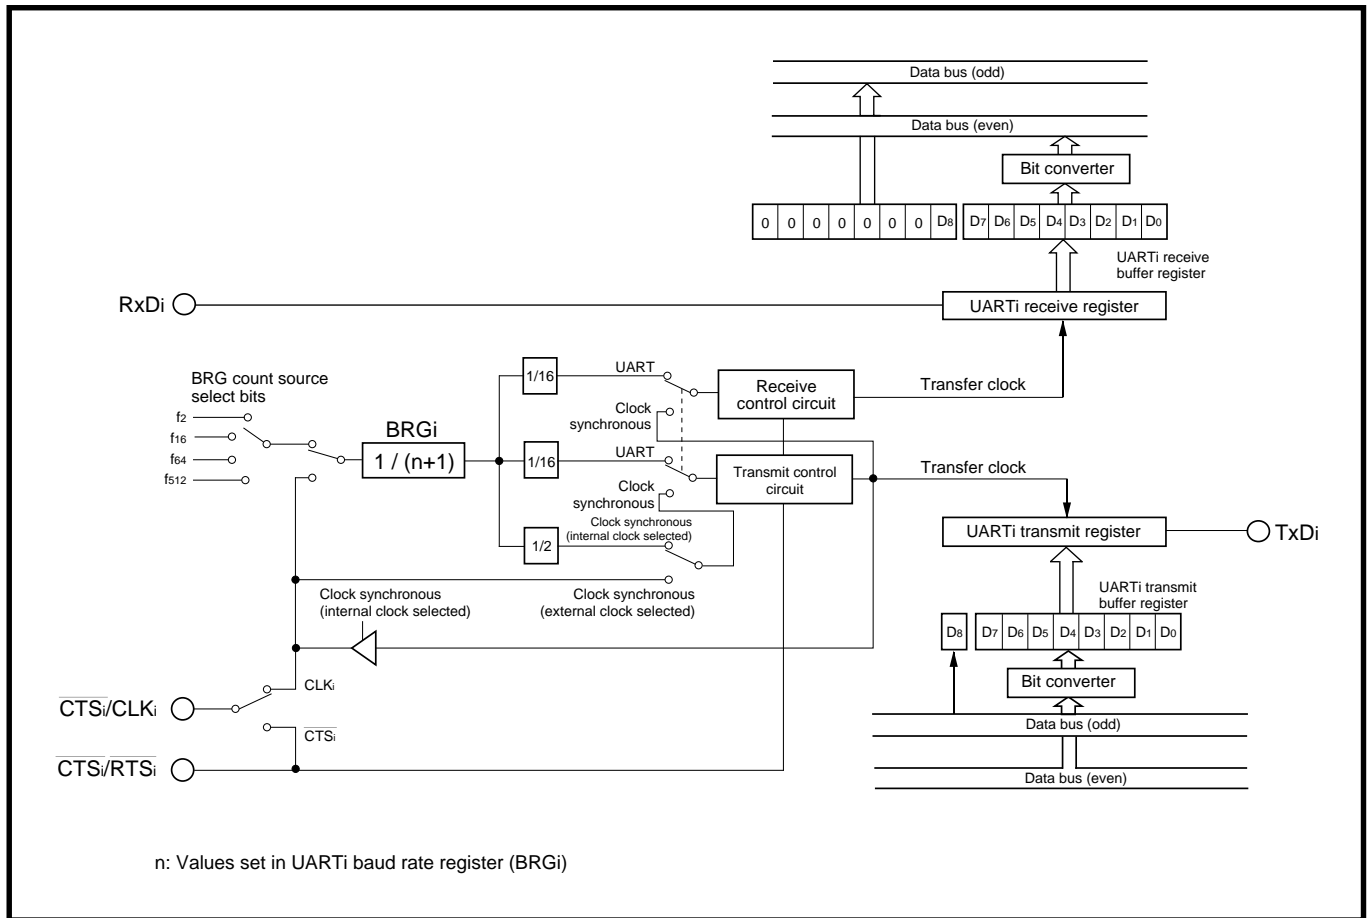 Data bus (odd)
Data bus (even)
Bit converter
0 0 0 0 0 0 0 D8 D7 D6 D5 D4 D3 D2 D1 D0
UARTi receive
buffer register
RxDi
UARTi receive register
BRG count source
select bits
f2
f16
f64
f512
BRGi
1 / (n+1)
1/16
UART
Receive
control circuit
Transfer clock
Clock
synchronous
1/16
UART
Transmit control
circuit
Transfer clock
Clock
synchronous
Clock synchronous
(internal clock selected)
1/2
UARTi transmit register
TxDi
Clock synchronous
(internal clock selected)
Clock synchronous
(external clock selected)
UARTi transmit
buffer register
D8 D7 D6 D5 D4 D3 D2 D1 D0
Bit converter
CTSi/CLKi
CLKi
CTSi
Data bus (odd)
CTSi/RTSi
Data bus (even)
n: Values set in UARTi baud rate register (BRGi)